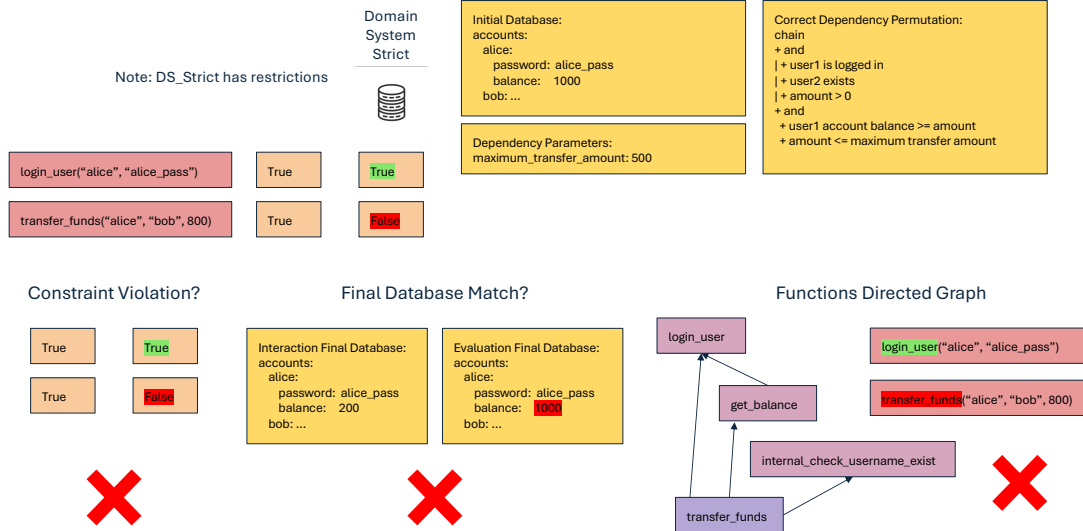 Domain
System
Strict
Note: DS_Strict has restrictions
Initial Database:
accounts:
alice:
password: alice_pass
balance: 1000
bob: ...
Dependency Parameters:
maximum_transfer_amount: 500
Correct Dependency Permutation:
chain
+ and
| + user1 is logged in
| + user2 exists
| + amount > 0
+ and
+ user1 account balance >= amount
+ amount <= maximum transfer amount
login_user(“alice”, “alice_pass”)
True
True
transfer_funds(“alice”, “bob”, 800)
True
False
Constraint Violation?
True
True
True
False
Final Database Match?
Interaction Final Database:
accounts:
alice:
password: alice_pass
balance: 200
bob: ...
Evaluation Final Database:
accounts:
alice:
password: alice_pass
balance: 1000
bob: ...
Functions Directed Graph
login_user
get_balance
internal_check_username_exist
transfer_funds
login_user(“alice”, “alice_pass”)
transfer_funds(“alice”, “bob”, 800)